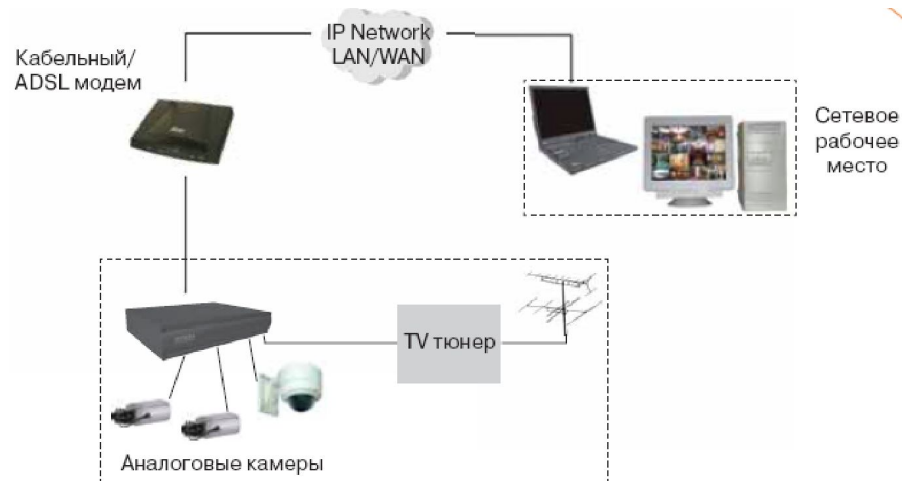 IP Network
LAN/WAN
Кабельный/
ADSL модем
Сетевое
рабочее
место
TV тюнер
Аналоговые камеры